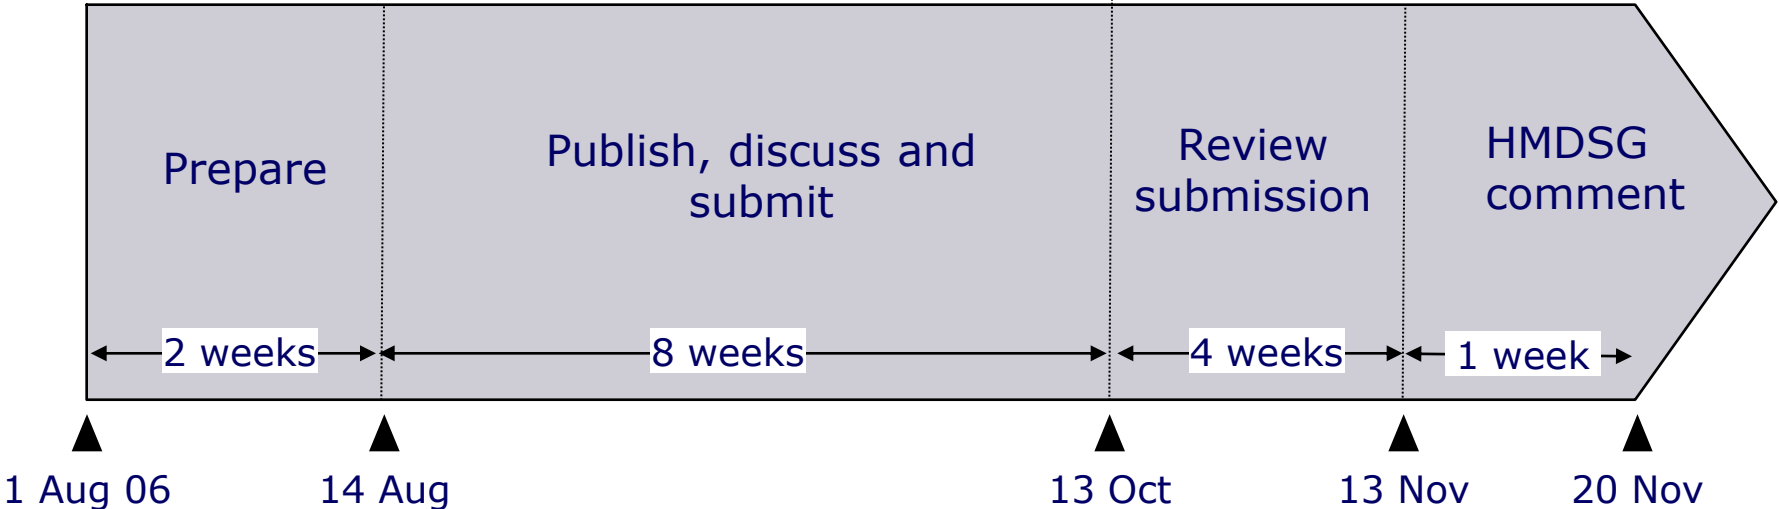 Prepare
Publish, discuss and
submit
Review
submission
HMDSG
comment
2 weeks
8 weeks
4 weeks
1 week
1 Aug 06
14 Aug
13 Oct
13 Nov
20 Nov